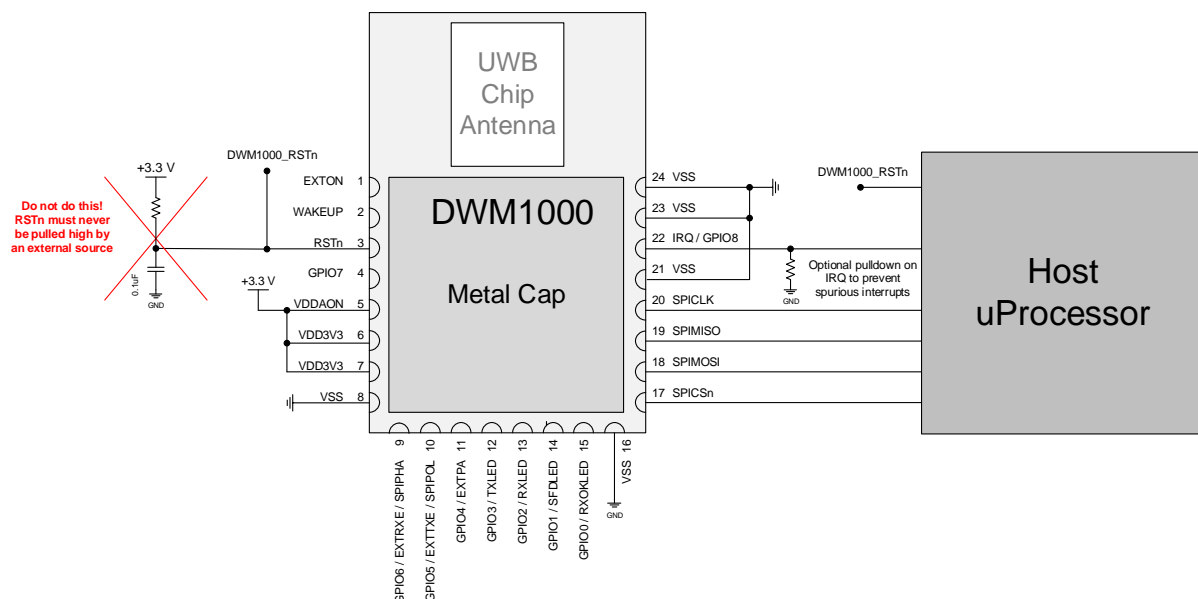 UWB
Chip
Antenna
+3.3 V
DWM1000_RSTn
Do not do this!
RSTn must never
be pulled high by
an external source
0.1uF
GND
EXTON 1
WAKEUP 2
RSTn 3
GPIO7 4
+3.3 V
VDDAON 5
VDD3V3 6
VDD3V3 7
VSS 8
DWM1000
Metal Cap
24 VSS
23 VSS
22 IRQ / GPIO8
21 VSS
20 SPICLK
19 SPIMISO
18 SPIMOSI
17 SPICSn
DWM1000_RSTn
Optional pulldown on
IRQ to prevent
spurious interrupts
GND
Host
uProcessor
GPIO6 / EXTRXE / SPIPHA 9
GPIO5 / EXTTXE / SPIPOL 10
GPIO4 / EXTPA 11
GPIO3 / TXLED 12
GPIO2 / RXLED 13
GPIO1 / SFDLED 14
GPIO0 / RXOKLED 15
VSS 16
GND